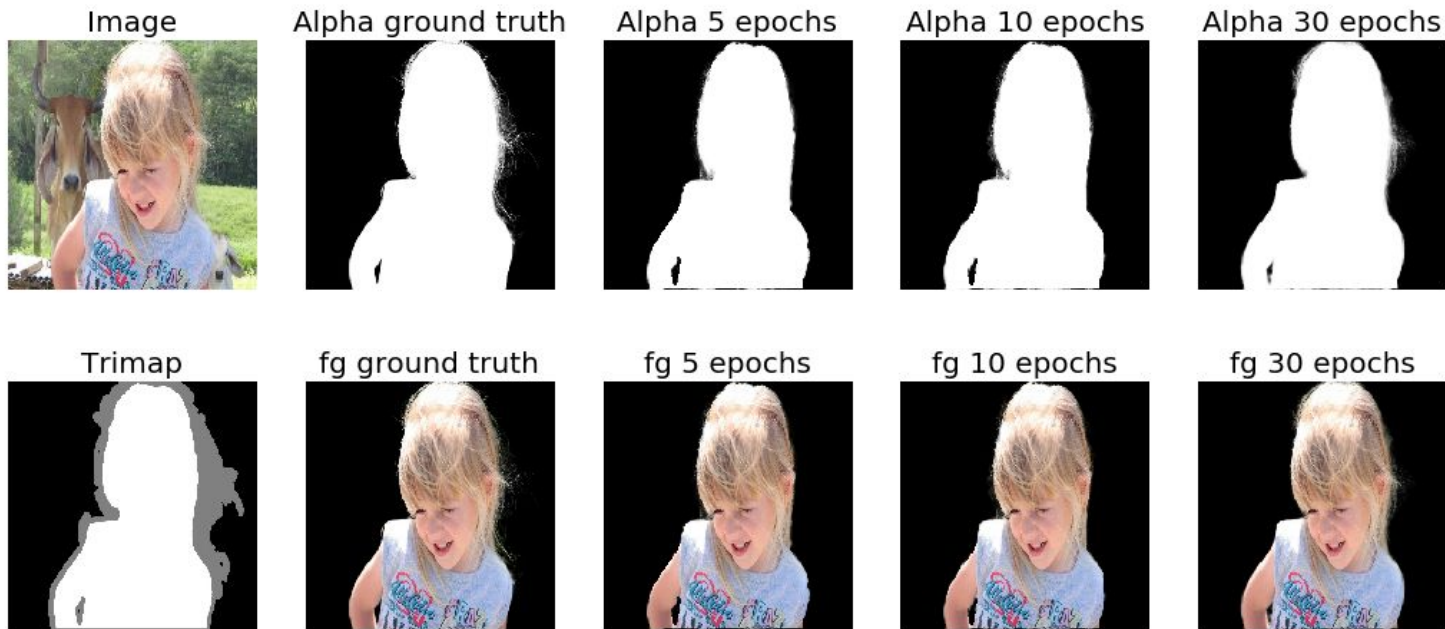 Image
Alpha ground truth
Alpha 5 epochs
Alpha 10 epochs
Alpha 30 epochs
Trimap
fg ground truth
fg 5 epochs
fg 10 epochs
fg 30 epochs